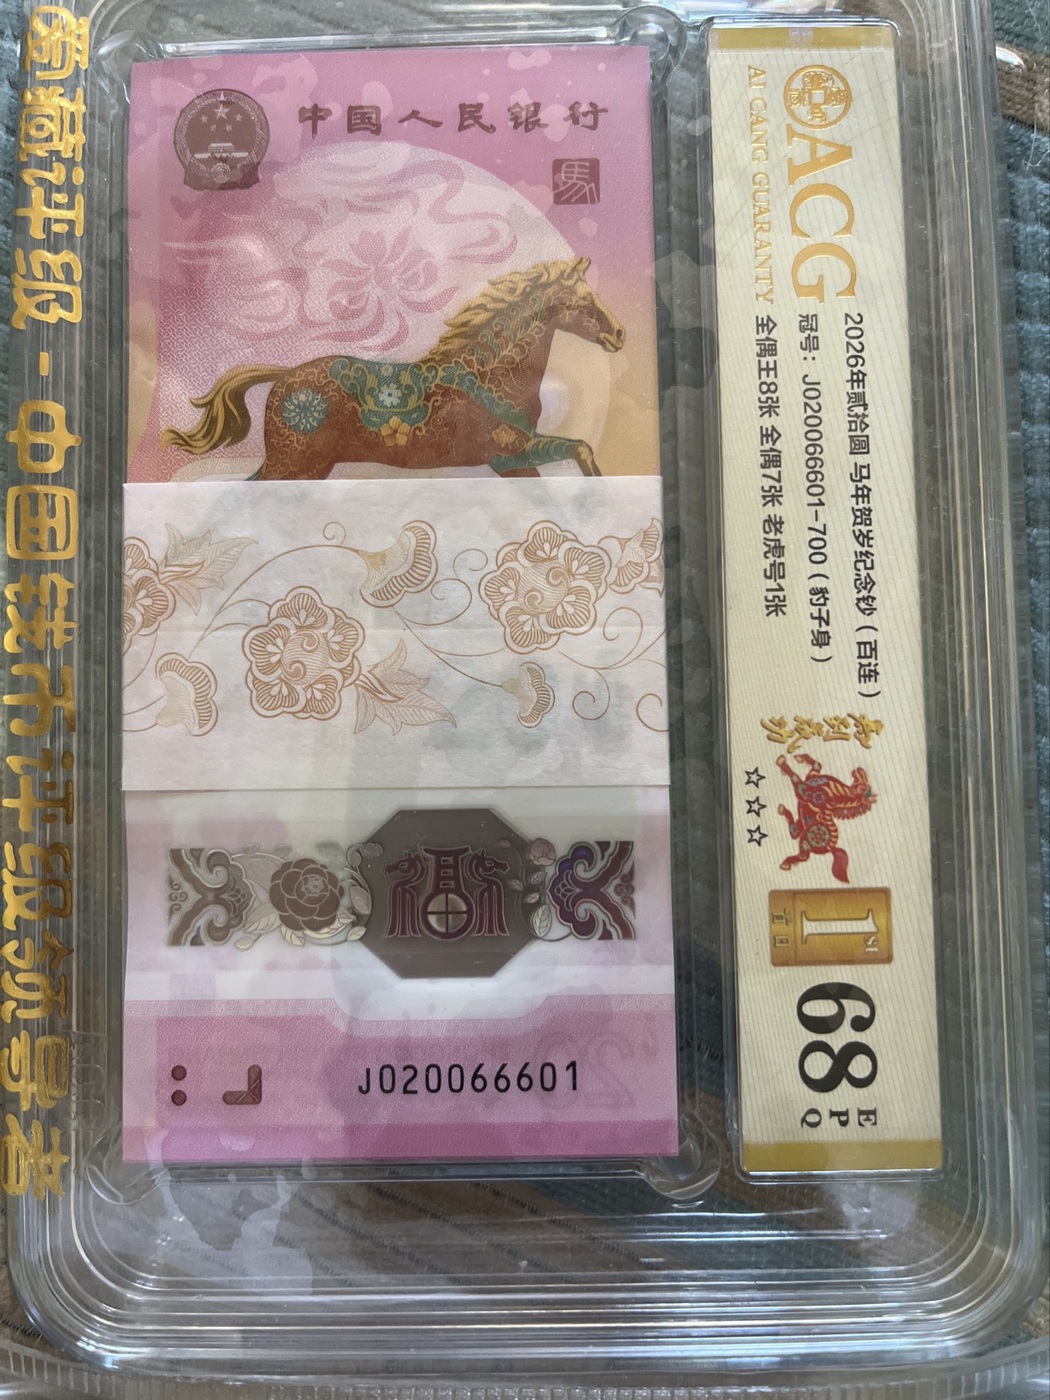 爱藏评级 - 中国钱币评级领导者
中国人民银行
馬
J020066601
ACG
AI CANG GUARANTY
2026年贰拾圆 马年贺岁纪念钞(百连)
冠号: J020066601-700(豹子身)
全偶王8张 全偶7张 老虎号1张
☆☆☆
1ST
68
EPQ